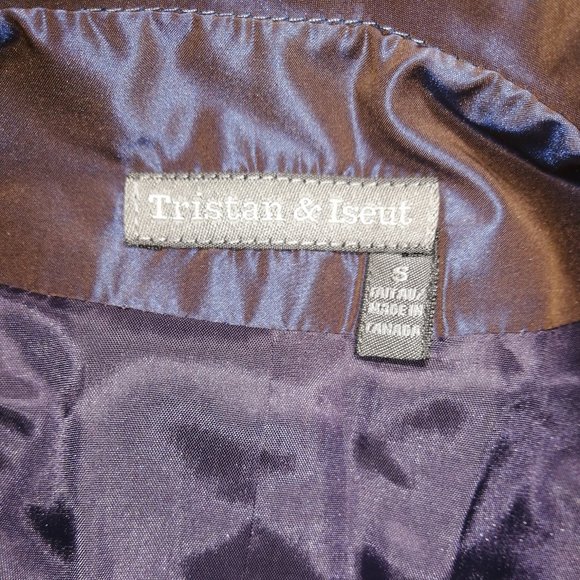 Tristan & Iseut
S
FAIT AU/
MADE IN
CANADA